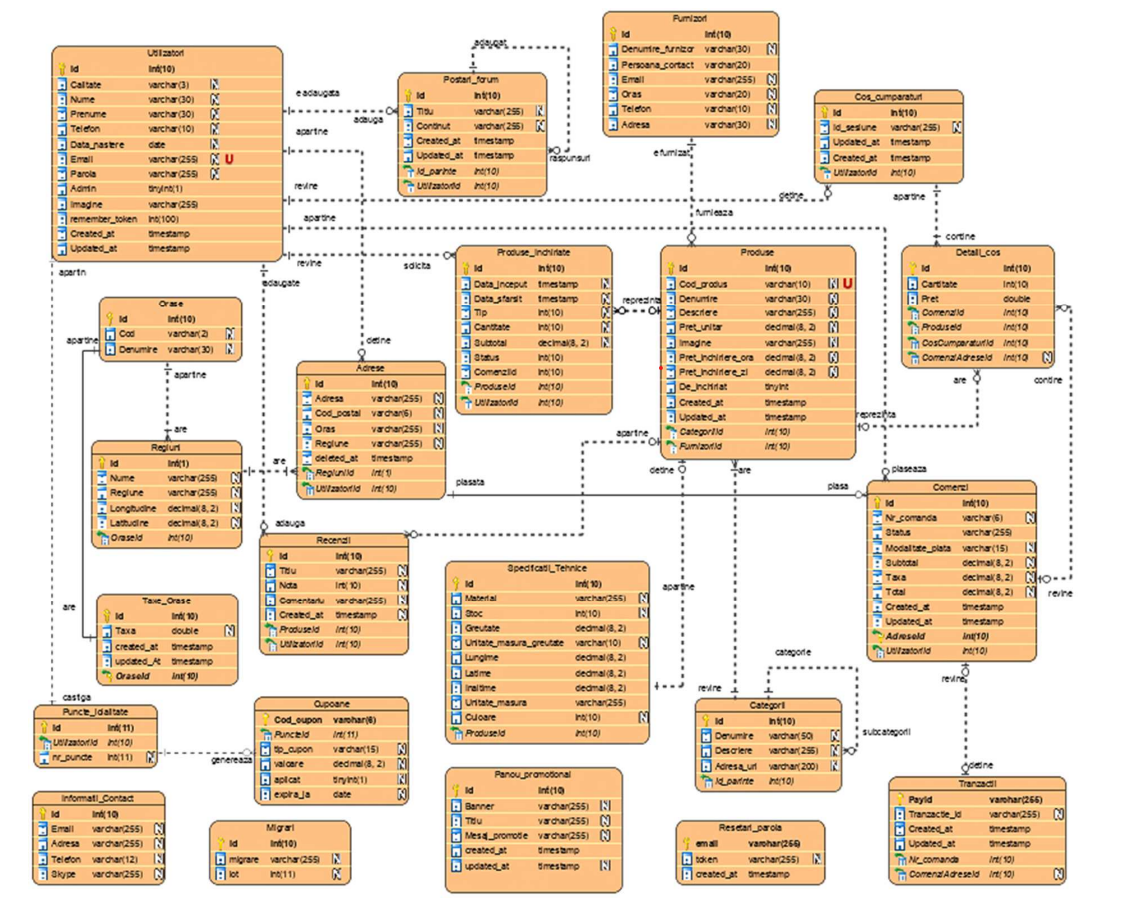 Utilizatori
Id int(10)
Calitate varchar(3) N
Nume varchar(30) N
Prenume varchar(30) N
Telefon varchar(10) N
Data_nastere date N
Email varchar(255) N U
Parola varchar(255) N
Admin tinyint(1)
Imagine varchar(255)
remember_token int(100)
Created_at timestamp
Updated_at timestamp
Postari_forum
Id int(10)
Titlu varchar(255) N
Continut varchar(255) N
Created_at timestamp
Updated_at timestamp
Id_parinte int(10)
UtilizatoriId int(10)
Furnizori
Id int(10)
Denumire_furnizor varchar(30) N
Persoana_contact varchar(20)
Email varchar(255) N
Oras varchar(20) N
Telefon varchar(10) N
Adresa varchar(30) N
Cos_cumparaturi
Id int(10)
Id_sesiune varchar(255) N
Updated_at timestamp
Created_at timestamp
UtilizatoriId int(10)
adaugat
raspunsuri
e adaugata
adauga
apartine
revine
detine
apartine
revine
solicita
apartin
adaugate
e furnizat
furnieaza
apartine
contine
Produse_inchiriate
Id int(10)
Data_inceput timestamp N
Data_sfarsit timestamp N
Tip int(10) N
Cantitate int(10) N
Subtotal decimal(8, 2) N
Status int(10)
ComenziId int(10)
ProduseId int(10)
UtilizatoriId int(10)
reprezinta
Produse
Id int(10)
Cod_produs varchar(10) N U
Denumire varchar(30) N
Descriere varchar(255) N
Pret_unitar decimal(8, 2) N
Imagine varchar(255) N
Pret_inchiriere_ora decimal(8, 2) N
Pret_inchiriere_zi decimal(8, 2) N
De_inchiriat tinyint
Created_at timestamp
Updated_at timestamp
CategoriiId int(10)
FurnizoriId int(10)
Detalii_cos
Id int(10)
Cantitate int(10)
Pret double
ComenziId int(10)
ProduseId int(10)
CosCumparaturiId int(10)
ComenziAdreseId int(10) N
are
contine
reprezinta
Orase
Id int(10)
Cod varchar(2) N
Denumire varchar(30) N
apartine
apartine
are
detine
Adrese
Id int(10)
Adresa varchar(255) N
Cod_postal varchar(6) N
Oras varchar(255) N
Regiune varchar(255) N
deleted_at timestamp
RegiuniId int(1)
UtilizatoriId int(10)
Regiuni
Id int(1)
Nume varchar(255) N
Regiune varchar(255) N
Longitudine decimal(8, 2) N
Latitudine decimal(8, 2) N
OraseId int(10)
are
apartine
detine
are
plasata
plasa
plaseaza
Comenzi
Id int(10)
Nr_comanda varchar(6) N
Status varchar(255)
Modalitate_plata varchar(15) N
Subtotal decimal(8, 2) N
Taxa decimal(8, 2) N
Total decimal(8, 2) N
Created_at timestamp
Updated_at timestamp
AdreseId int(10)
UtilizatoriId int(10)
revine
adauga
Recenzii
Id int(10)
Titlu varchar(255) N
Nota int(10) N
Comentariu varchar(255) N
Created_at timestamp N
ProduseId int(10)
UtilizatoriId int(10)
are
Taxe_Orase
Id int(10)
Taxa double N
created_at timestamp
updated_At timestamp
OraseId int(10)
Specificatii_Tehnice
Id int(10)
Material varchar(255) N
Stoc int(10) N
Greutate decimal(8, 2)
Unitate_masura_greutate varchar(10) N
Lungime decimal(8, 2)
Latime decimal(8, 2)
Inaltime decimal(8, 2)
Unitate_masura varchar(255)
Culoare int(10) N
ProduseId int(10)
apartine
categorie
subcategorii
revine
Categorii
Id int(10)
Denumire varchar(50) N
Descriere varchar(255) N
Adresa_url varchar(200) N
Id_parinte int(10)
revine
detine
castiga
Puncte_loialitate
Id int(11)
UtilizatoriId int(10)
nr_puncte int(11) N
genereaza
Cupoane
Cod_cupon varchar(6)
PuncteId int(11)
tip_cupon varchar(15) N
valoare decimal(8, 2) N
aplicat tinyint(1) N
expira_la date N
Informatii_Contact
Id int(10)
Email varchar(255) N
Adresa varchar(255) N
Telefon varchar(12) N
Skype varchar(255) N
Migrari
Id int(10)
migrare varchar(255) N
lot int(11) N
Panou_promotional
Id int(10)
Banner varchar(255) N
Titlu varchar(255) N
Mesaj_promotie varchar(255) N
created_at timestamp
updated_at timestamp N
Resetari_parola
email varchar(255)
token varchar(255) N
created_at timestamp
Tranzactii
PayId varchar(255)
Tranzactie_id varchar(255) N
Created_at timestamp
Updated_at timestamp
Nr_comanda int(10)
ComenziAdreseId int(10) N